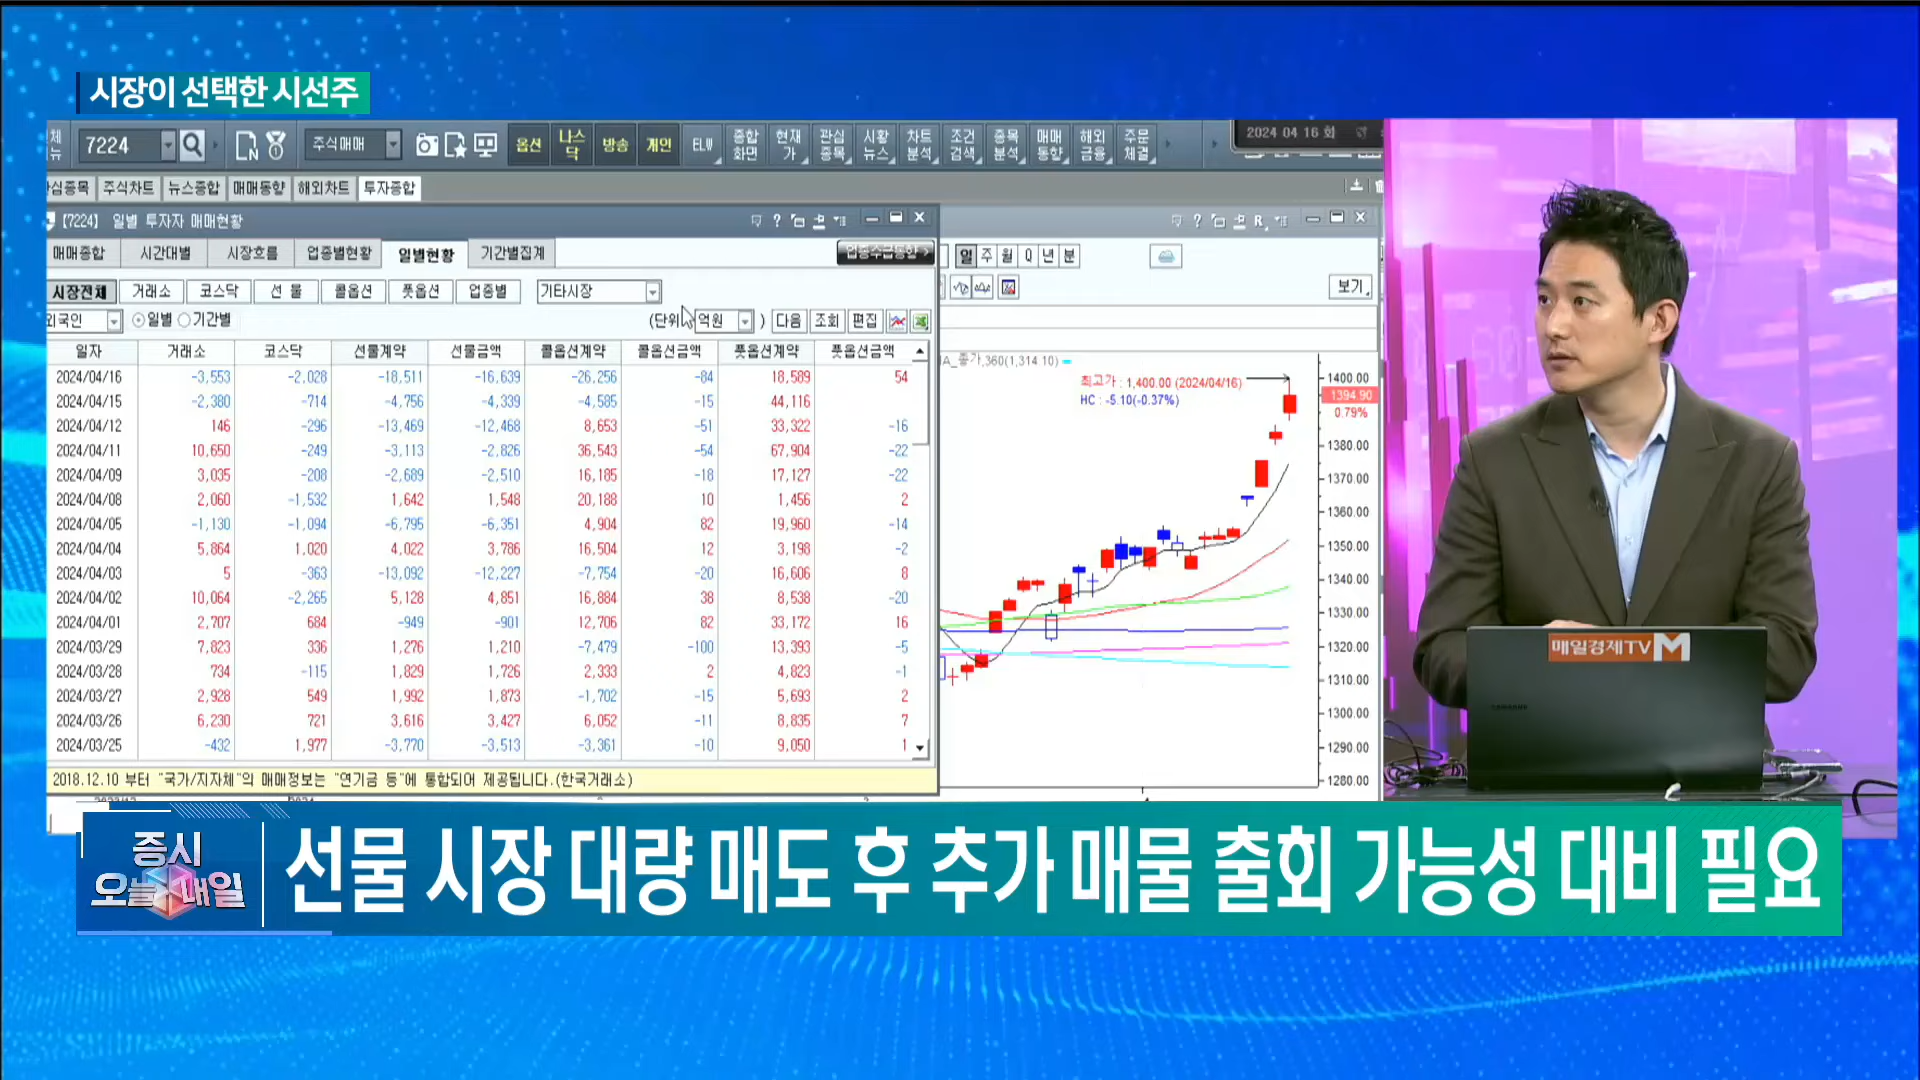 시장이 선택한 시선주
7224
주식매매
옵션 나스닥 방송 개인 ELW 종합화면 현재가 관심종목 시황뉴스 차트분석 조건검색 종목분석 매매동향 해외금융 주문체결
2024 04 16 화
심종목 주식차트 뉴스종합 매매동향 해외차트 투자종합
[7224] 일별 투자자 매매현황
매매종합 시간대별 시장흐름 업종별현황 일별현황 기간별집계 업종수급동향
시장전체 거래소 코스닥 선 물 콜옵션 풋옵션 업종별 기타시장
외국인 일별 기간별 (단위 억원 ) 다음 조회 편집
일자 거래소 코스닥 선물계약 선물금액 콜옵션계약 콜옵션금액 풋옵션계약 풋옵션금액
2024/04/16 -3,553 -2,028 -18,511 -16,639 -26,256 -84 18,589 54
2024/04/15 -2,380 -714 -4,756 -4,339 -4,585 -15 44,116
2024/04/12 146 -296 -13,469 -12,468 8,653 -51 33,322 -16
2024/04/11 10,650 -249 -3,113 -2,826 36,543 -54 67,904 -22
2024/04/09 3,035 -208 -2,689 -2,510 16,185 -18 17,127 -22
2024/04/08 2,060 -1,532 1,642 1,548 20,188 10 1,456 2
2024/04/05 -1,130 -1,094 -6,795 -6,351 4,904 82 19,960 -14
2024/04/04 5,864 1,020 4,022 3,786 16,504 12 3,198 -2
2024/04/03 5 -363 -13,092 -12,227 -7,754 -20 16,606 8
2024/04/02 10,064 -2,265 5,128 4,851 16,884 38 8,538 -20
2024/04/01 2,707 684 -949 -901 12,706 82 33,172 16
2024/03/29 7,823 336 1,276 1,210 -7,479 -100 13,393 -5
2024/03/28 734 -115 1,829 1,726 2,333 2 4,823 -1
2024/03/27 2,928 549 1,992 1,873 -1,702 -15 5,693 2
2024/03/26 6,230 721 3,616 3,427 6,052 -11 8,835 7
2024/03/25 -432 1,977 -3,770 -3,513 -3,361 -10 9,050 1
2018.12.10 부터 "국가/지자체"의 매매정보는 "연기금 등"에 통합되어 제공됩니다.(한국거래소)
일 주 월 Q 년 분
보기
종가,360(1,314 10)
최고가 : 1,400.00 (2024/04/16)
HC : -5.10(-0.37%)
1400.00
1394.90
0.79%
1380.00
1370.00
1360.00
1350.00
1340.00
1330.00
1320.00
1310.00
1300.00
1290.00
1280.00
매일경제TV M
SAMSUNG
증시
오늘 내일
선물 시장 대량 매도 후 추가 매물 출회 가능성 대비 필요